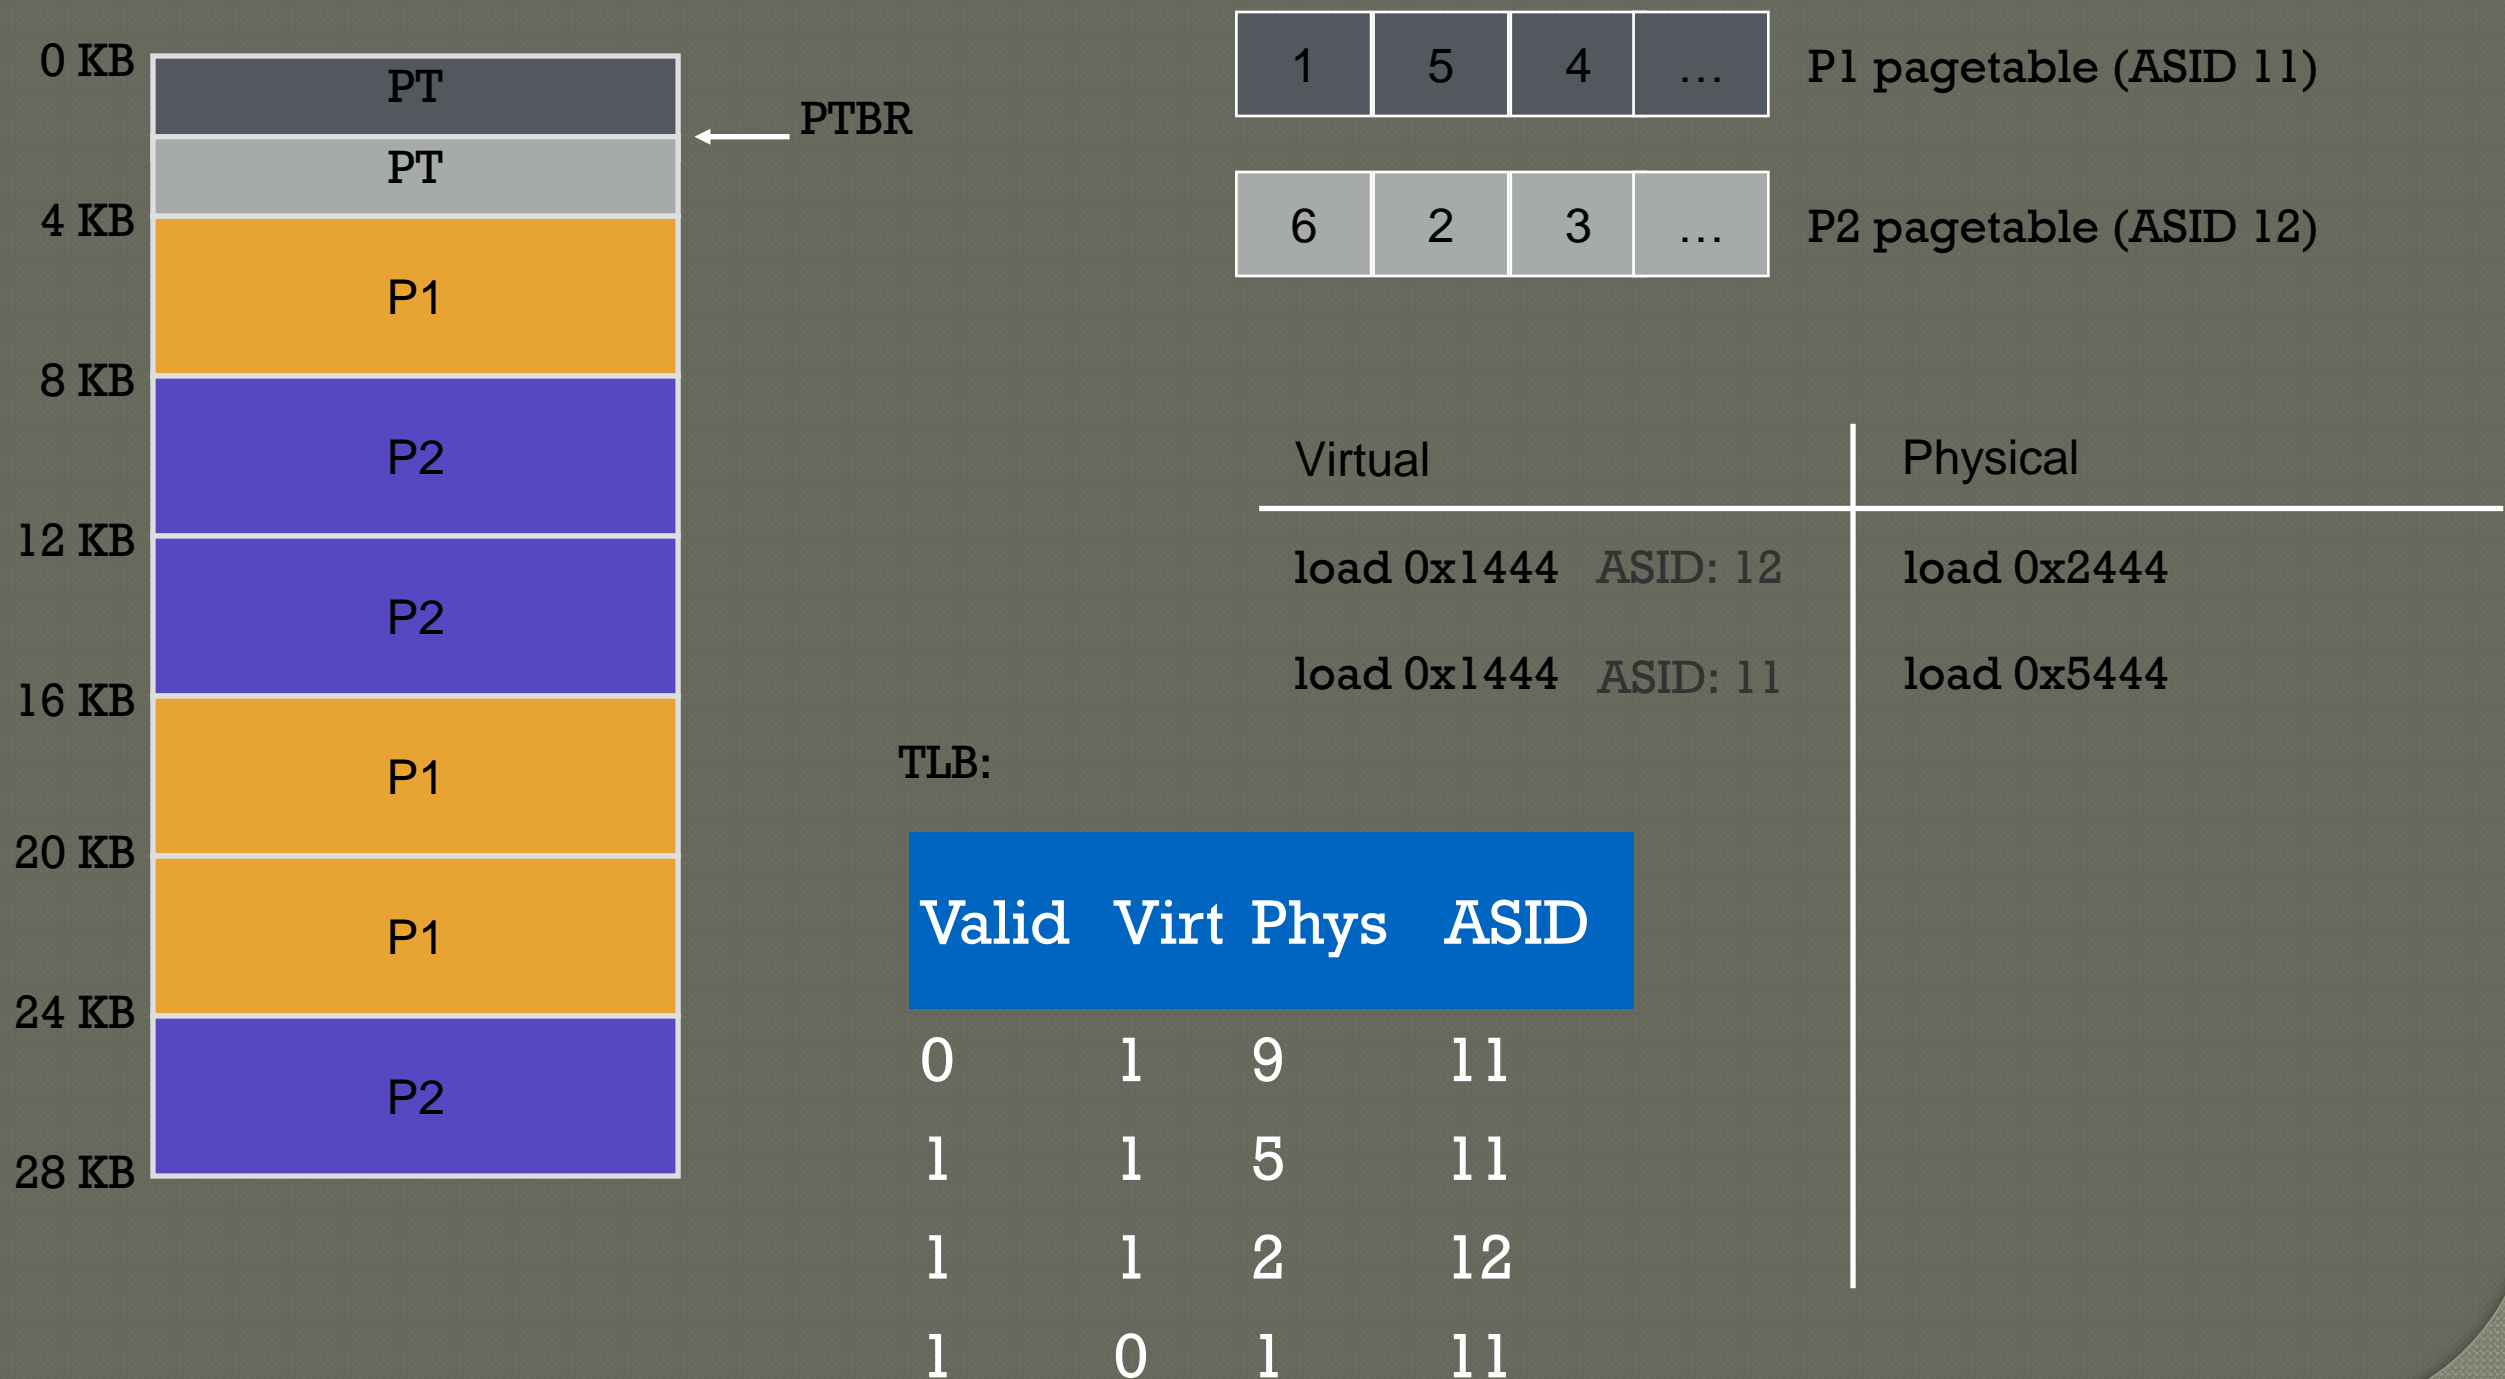 0 KB
PT
PTBR
PT
4 KB
P1
8 KB
P2
12 KB
P2
16 KB
P1
20 KB
P1
24 KB
P2
28 KB
1 5 4 … P1 pagetable (ASID 11)
6 2 3 … P2 pagetable (ASID 12)
Virtual Physical
load 0x1444 ASID: 12 load 0x2444
load 0x1444 ASID: 11 load 0x5444
TLB:
Valid Virt Phys ASID
0 1 9 11
1 1 5 11
1 1 2 12
1 0 1 11